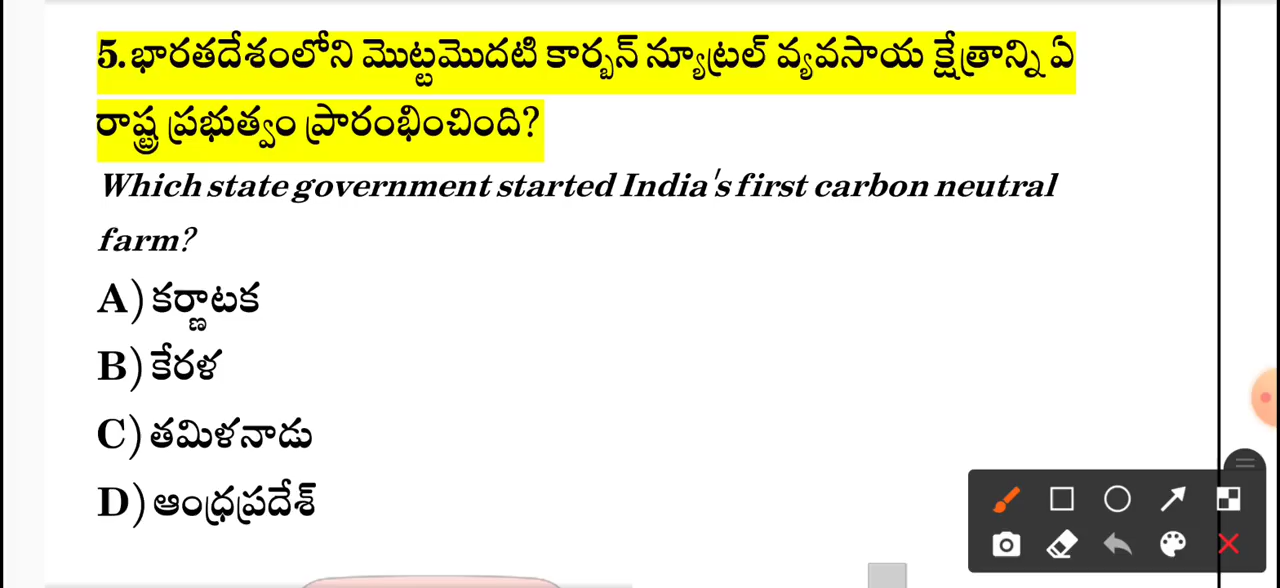 5.భారతదేశంలోని మొట్టమొదటి కార్బన్ న్యూట్రల్ వ్యవసాయ క్షేత్రాన్ని ఏ
రాష్ట్ర ప్రభుత్వం ప్రారంభించింది?
Which state government started India's first carbon neutral
farm?
A) కర్ణాటక
B) కేరళ
C) తమిళనాడు
D) ఆంధ్రప్రదేశ్